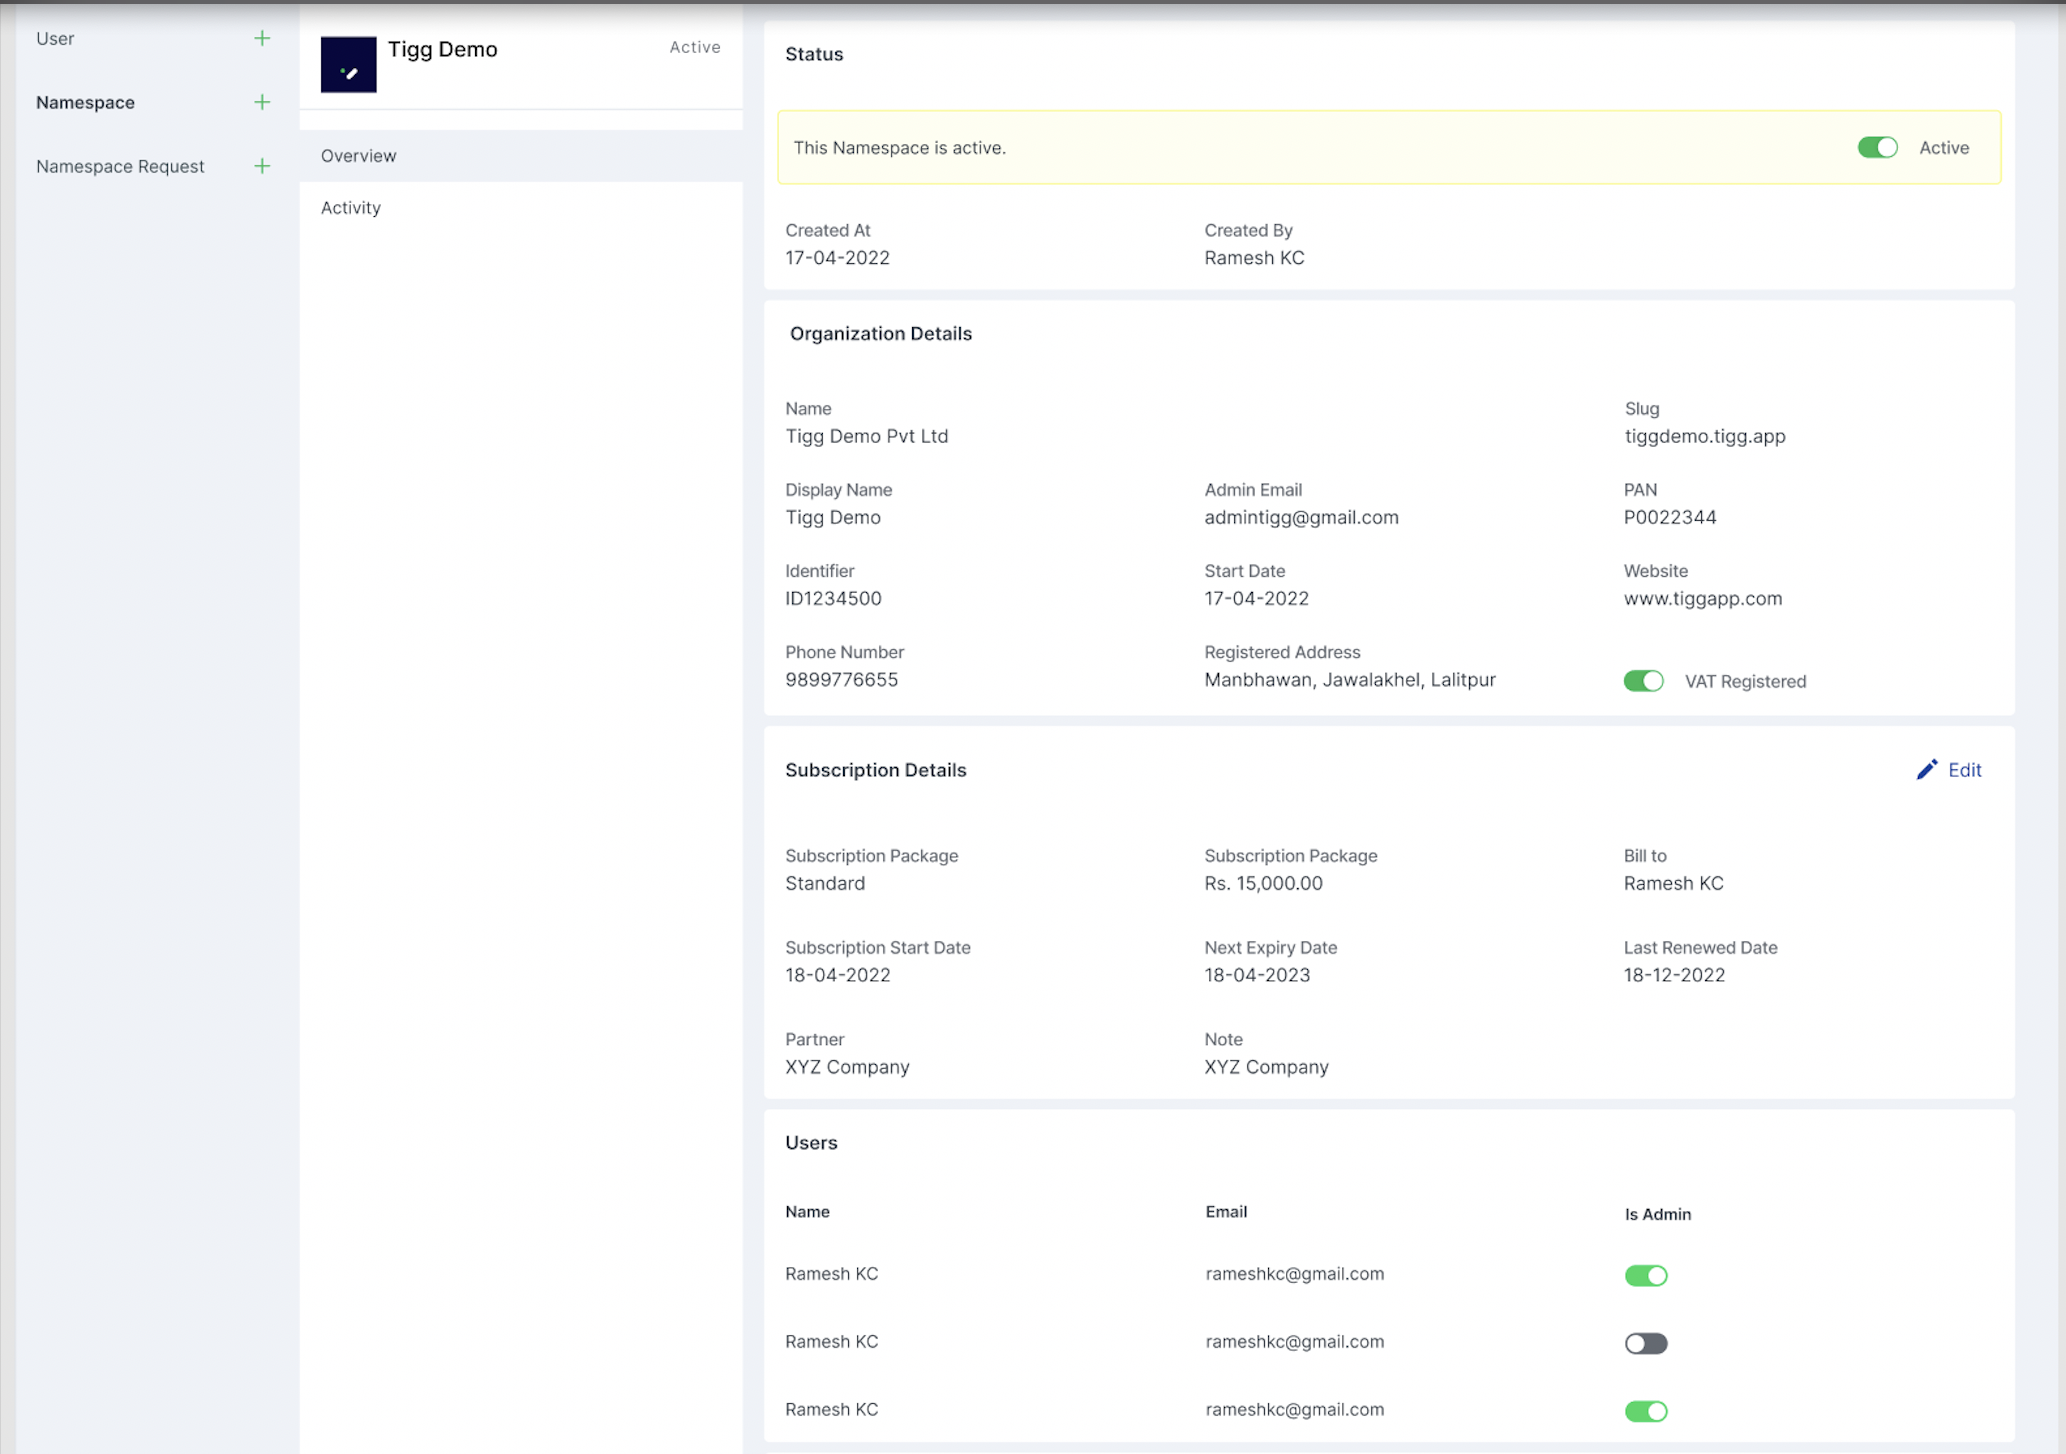 User
Namespace
Namespace Request
Tigg Demo
Active
Overview
Activity
Status
This Namespace is active.
Active
Created At
Created By
17-04-2022
Ramesh KC
Organization Details
Name
Slug
Tigg Demo Pvt Ltd
tiggdemo.tigg.app
Display Name
Admin Email
PAN
Tigg Demo
admintigg@gmail.com
P0022344
Identifier
Start Date
Website
ID1234500
17-04-2022
www.tiggapp.com
Phone Number
Registered Address
9899776655
Manbhawan, Jawalakhel, Lalitpur
VAT Registered
Subscription Details
Edit
Subscription Package
Subscription Package
Bill to
Standard
Rs. 15,000.00
Ramesh KC
Subscription Start Date
Next Expiry Date
Last Renewed Date
18-04-2022
18-04-2023
18-12-2022
Partner
Note
XYZ Company
XYZ Company
Users
Name
Email
Is Admin
Ramesh KC
rameshkc@gmail.com
Ramesh KC
rameshkc@gmail.com
Ramesh KC
rameshkc@gmail.com